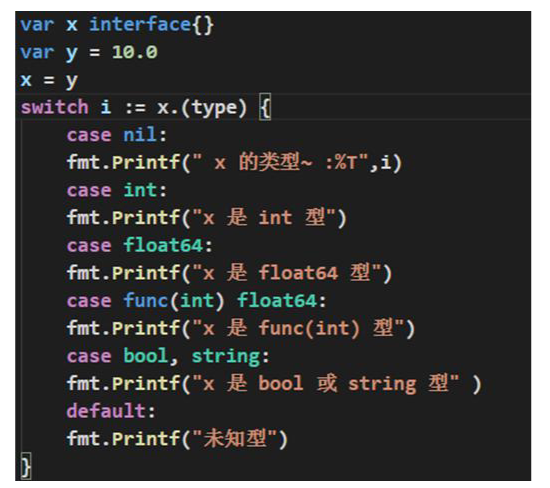 var x interface{}
var y = 10.0
x = y
switch i := x.(type) {
    case nil:
    fmt.Printf(" x 的类型~ :%T",i)
    case int:
    fmt.Printf("x 是 int 型")
    case float64:
    fmt.Printf("x 是 float64 型")
    case func(int) float64:
    fmt.Printf("x 是 func(int) 型")
    case bool, string:
    fmt.Printf("x 是 bool 或 string 型" )
    default:
    fmt.Printf("未知型")
}